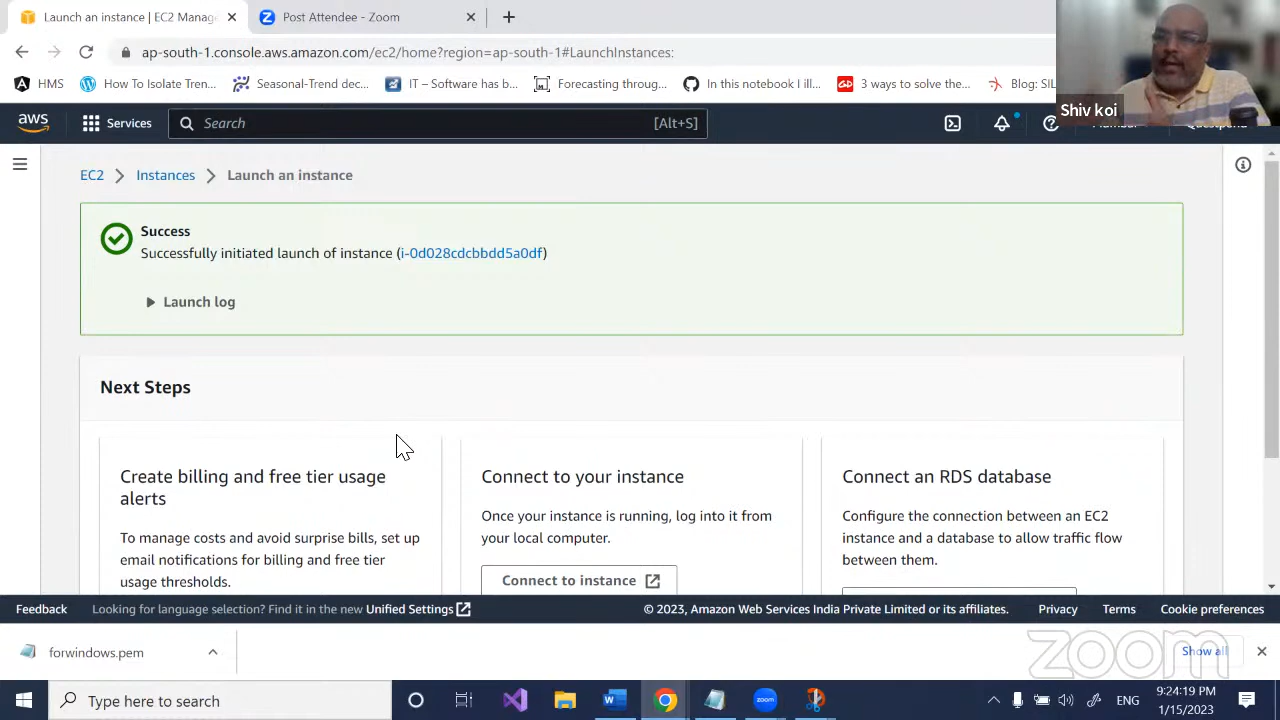 Launch an instance | EC2 Manage
Post Attendee - Zoom
ap-south-1.console.aws.amazon.com/ec2/home?region=ap-south-1#LaunchInstances:
HMS
How To Isolate Tren...
Seasonal-Trend dec...
IT – Software has b...
Forecasting throug...
In this notebook I ill...
3 ways to solve the...
Blog: SIL
Shiv koi
aws
Services
Search
[Alt+S]
EC2
Instances
Launch an instance
Success
Successfully initiated launch of instance (i-0d028cdcbbdd5a0df)
Launch log
Next Steps
Create billing and free tier usage
alerts
To manage costs and avoid surprise bills, set up
email notifications for billing and free tier
usage thresholds.
Connect to your instance
Once your instance is running, log into it from
your local computer.
Connect to instance
Connect an RDS database
Configure the connection between an EC2
instance and a database to allow traffic flow
between them.
Feedback
Looking for language selection? Find it in the new Unified Settings
© 2023, Amazon Web Services India Private Limited or its affiliates.
Privacy
Terms
Cookie preferences
forwindows.pem
Show all
zoom
Type here to search
ENG
9:24:19 PM
1/15/2023